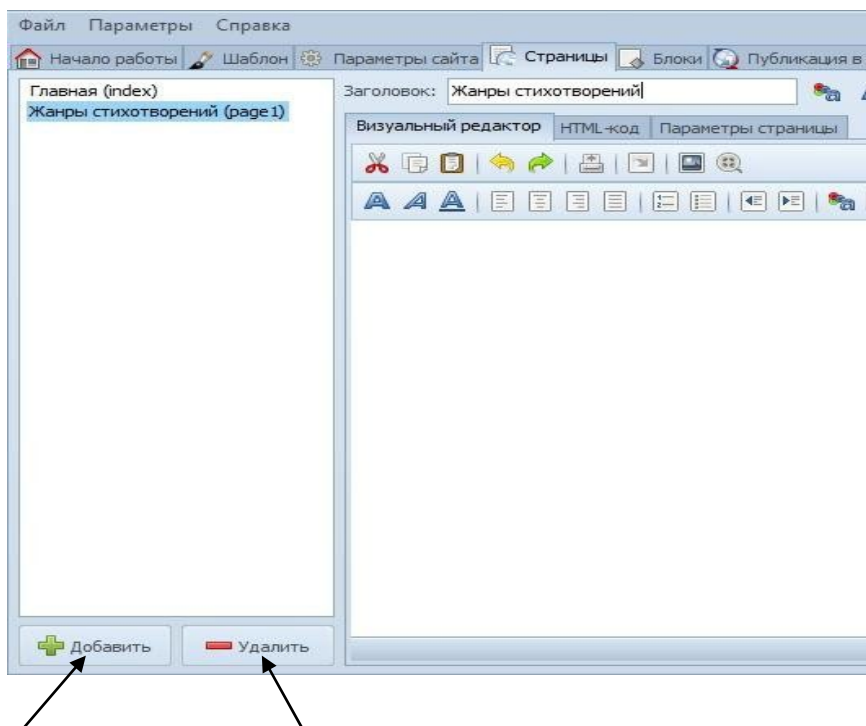 Файл Параметры Справка
Начало работы Шаблон Параметры сайта Страницы Блоки Публикация в
Главная (index)
Жанры стихотворений (page1)
Заголовок: Жанры стихотворений
Визуальный редактор HTML-код Параметры страницы
Добавить Удалить